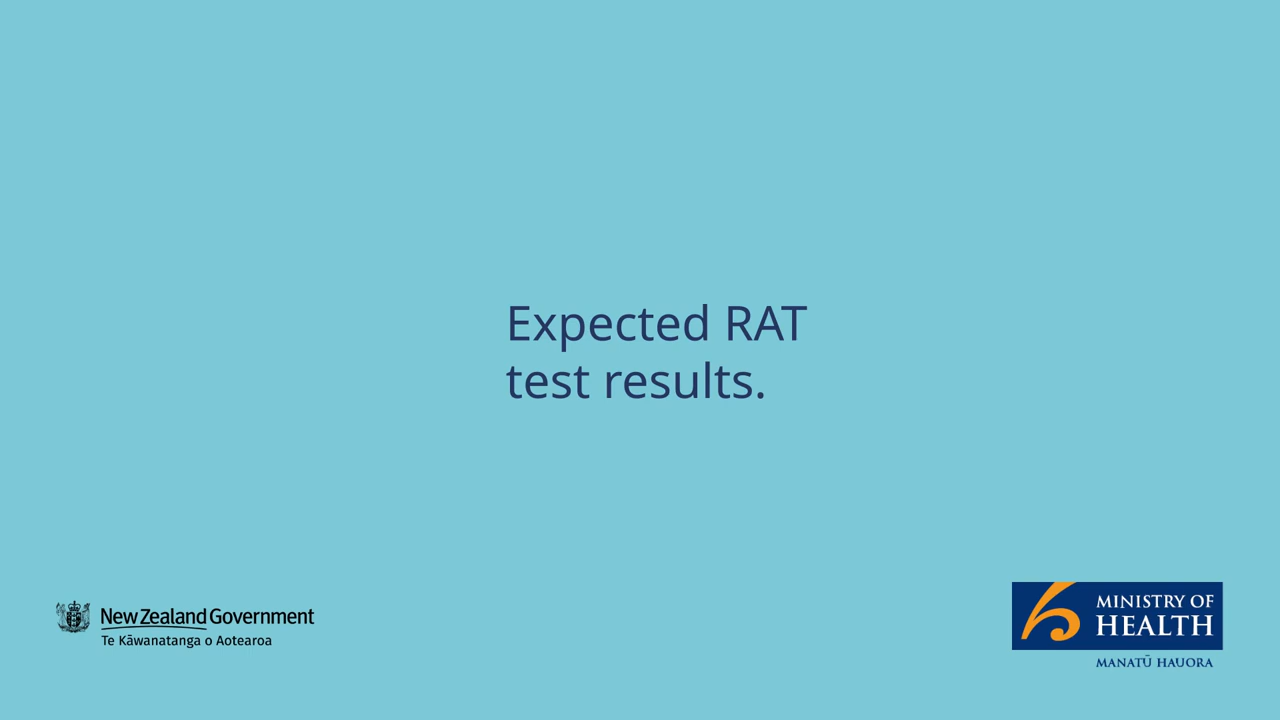 Expected RAT
test results.
New Zealand Government
Te Kāwanatanga o Aotearoa
MINISTRY OF
HEALTH
MANATŪ HAUORA